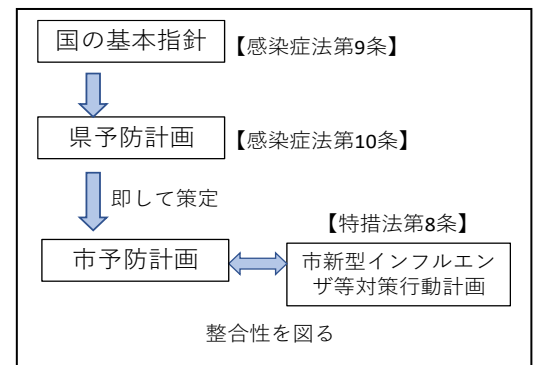 国の基本指針 【感染症法第9条】
県予防計画 【感染症法第10条】
即して策定
【特措法第8条】
市予防計画
市新型インフルエン
ザ等対策行動計画
整合性を図る